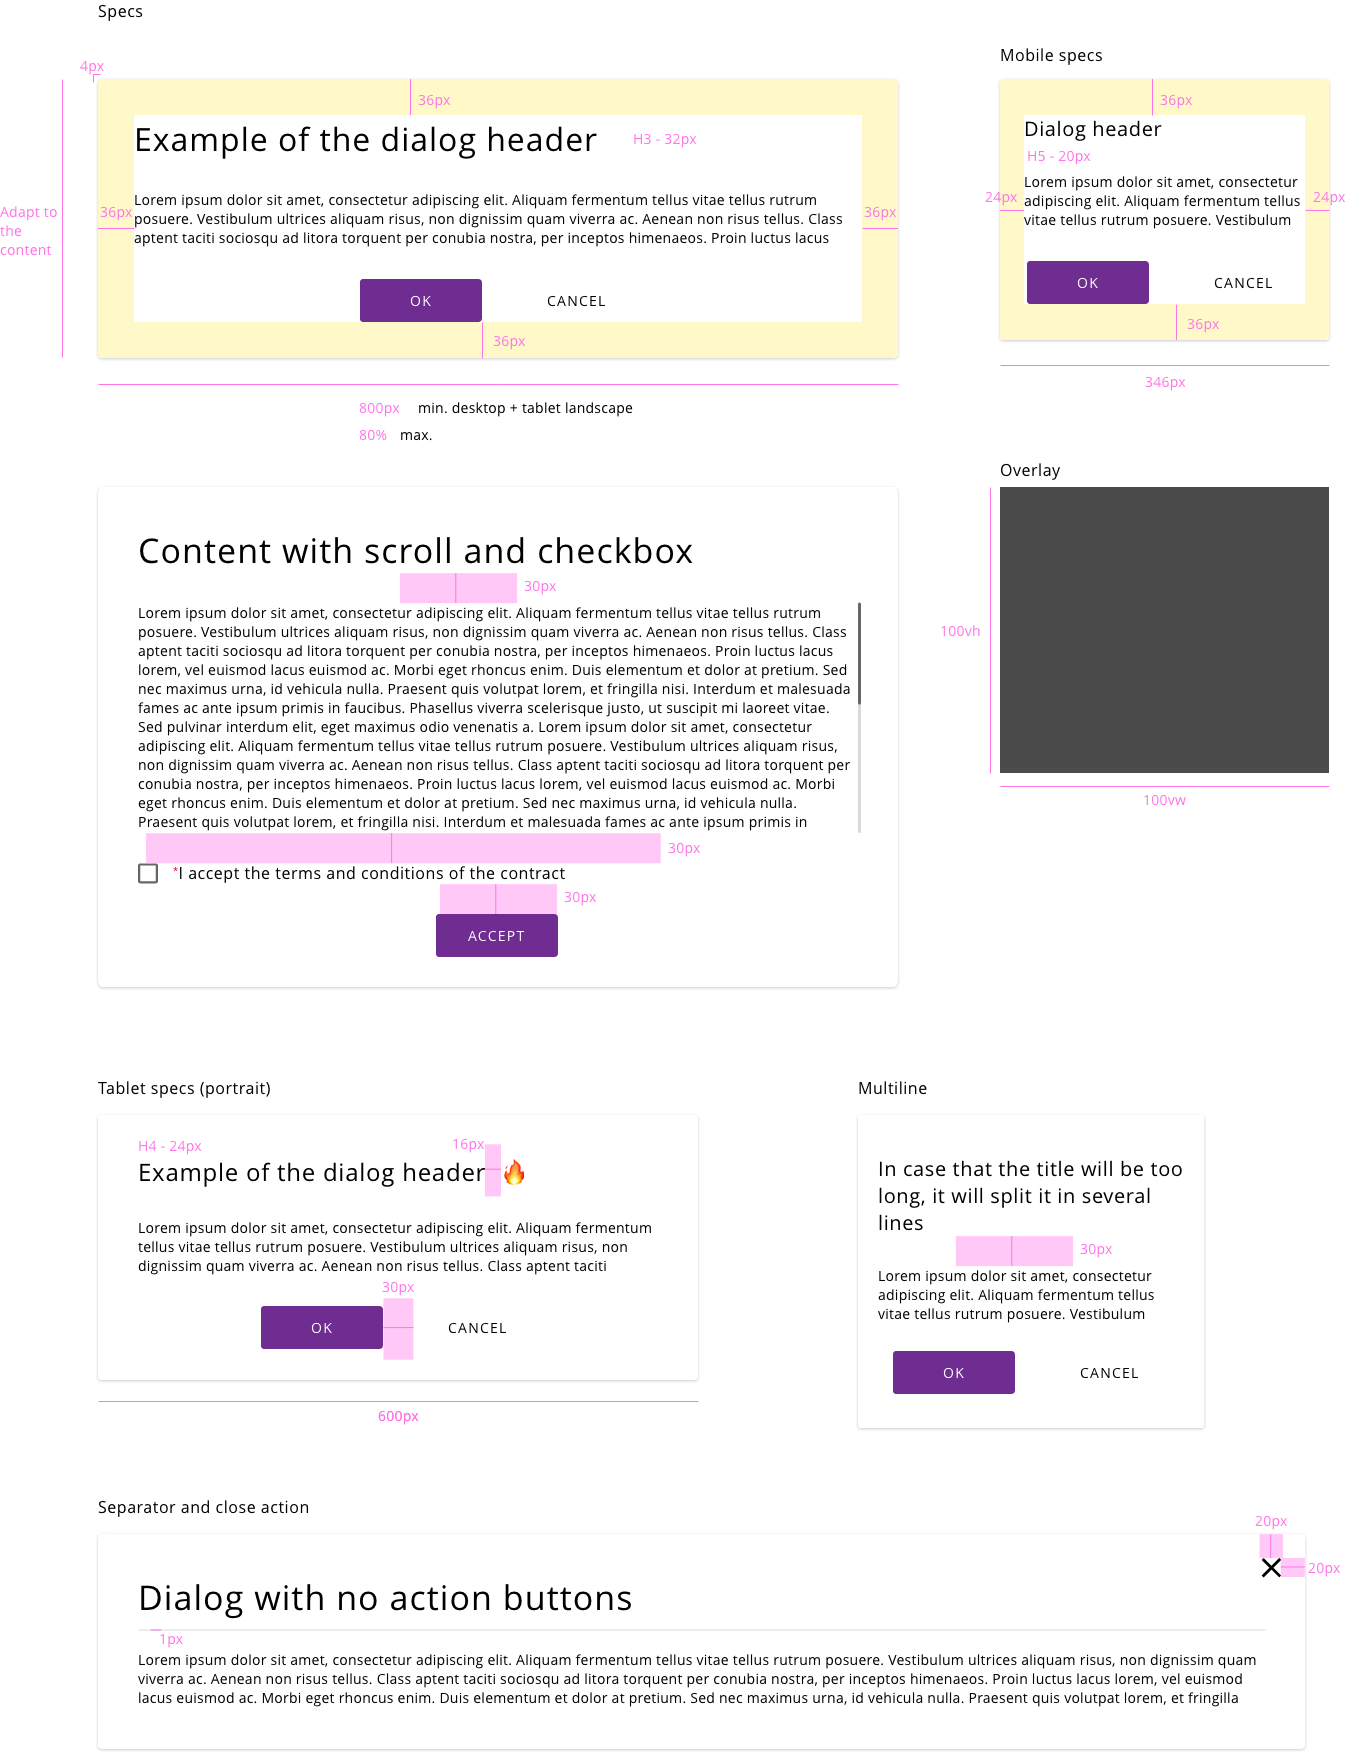 Specs
4px
36px
Example of the dialog header
H3 - 32px
Adapt to
the
content
36px
36px
Lorem ipsum dolor sit amet, consectetur adipiscing elit. Aliquam fermentum tellus vitae tellus rutrum
posuere. Vestibulum ultrices aliquam risus, non dignissim quam viverra ac. Aenean non risus tellus. Class
aptent taciti sociosqu ad litora torquent per conubia nostra, per inceptos himenaeos. Proin luctus lacus
OK
CANCEL
36px
800px min. desktop + tablet landscape
80% max.
Mobile specs
36px
Dialog header
H5 - 20px
24px
24px
Lorem ipsum dolor sit amet, consectetur
adipiscing elit. Aliquam fermentum tellus
vitae tellus rutrum posuere. Vestibulum
OK
CANCEL
36px
346px
Content with scroll and checkbox
30px
Lorem ipsum dolor sit amet, consectetur adipiscing elit. Aliquam fermentum tellus vitae tellus rutrum
posuere. Vestibulum ultrices aliquam risus, non dignissim quam viverra ac. Aenean non risus tellus. Class
aptent taciti sociosqu ad litora torquent per conubia nostra, per inceptos himenaeos. Proin luctus lacus
lorem, vel euismod lacus euismod ac. Morbi eget rhoncus enim. Duis elementum et dolor at pretium. Sed
nec maximus urna, id vehicula nulla. Praesent quis volutpat lorem, et fringilla nisi. Interdum et malesuada
fames ac ante ipsum primis in faucibus. Phasellus viverra scelerisque justo, ut suscipit mi laoreet vitae.
Sed pulvinar interdum elit, eget maximus odio venenatis a. Lorem ipsum dolor sit amet, consectetur
adipiscing elit. Aliquam fermentum tellus vitae tellus rutrum posuere. Vestibulum ultrices aliquam risus,
non dignissim quam viverra ac. Aenean non risus tellus. Class aptent taciti sociosqu ad litora torquent per
conubia nostra, per inceptos himenaeos. Proin luctus lacus lorem, vel euismod lacus euismod ac. Morbi
eget rhoncus enim. Duis elementum et dolor at pretium. Sed nec maximus urna, id vehicula nulla.
Praesent quis volutpat lorem, et fringilla nisi. Interdum et malesuada fames ac ante ipsum primis in
30px
*I accept the terms and conditions of the contract
30px
ACCEPT
Overlay
100vh
100vw
Tablet specs (portrait)
H4 - 24px
16px
Example of the dialog header🔥
Lorem ipsum dolor sit amet, consectetur adipiscing elit. Aliquam fermentum
tellus vitae tellus rutrum posuere. Vestibulum ultrices aliquam risus, non
dignissim quam viverra ac. Aenean non risus tellus. Class aptent taciti
30px
OK
CANCEL
600px
Multiline
In case that the title will be too
long, it will split it in several
lines
30px
Lorem ipsum dolor sit amet, consectetur
adipiscing elit. Aliquam fermentum tellus
vitae tellus rutrum posuere. Vestibulum
OK
CANCEL
Separator and close action
20px
20px
Dialog with no action buttons
1px
Lorem ipsum dolor sit amet, consectetur adipiscing elit. Aliquam fermentum tellus vitae tellus rutrum posuere. Vestibulum ultrices aliquam risus, non dignissim quam
viverra ac. Aenean non risus tellus. Class aptent taciti sociosqu ad litora torquent per conubia nostra, per inceptos himenaeos. Proin luctus lacus lorem, vel euismod
lacus euismod ac. Morbi eget rhoncus enim. Duis elementum et dolor at pretium. Sed nec maximus urna, id vehicula nulla. Praesent quis volutpat lorem, et fringilla